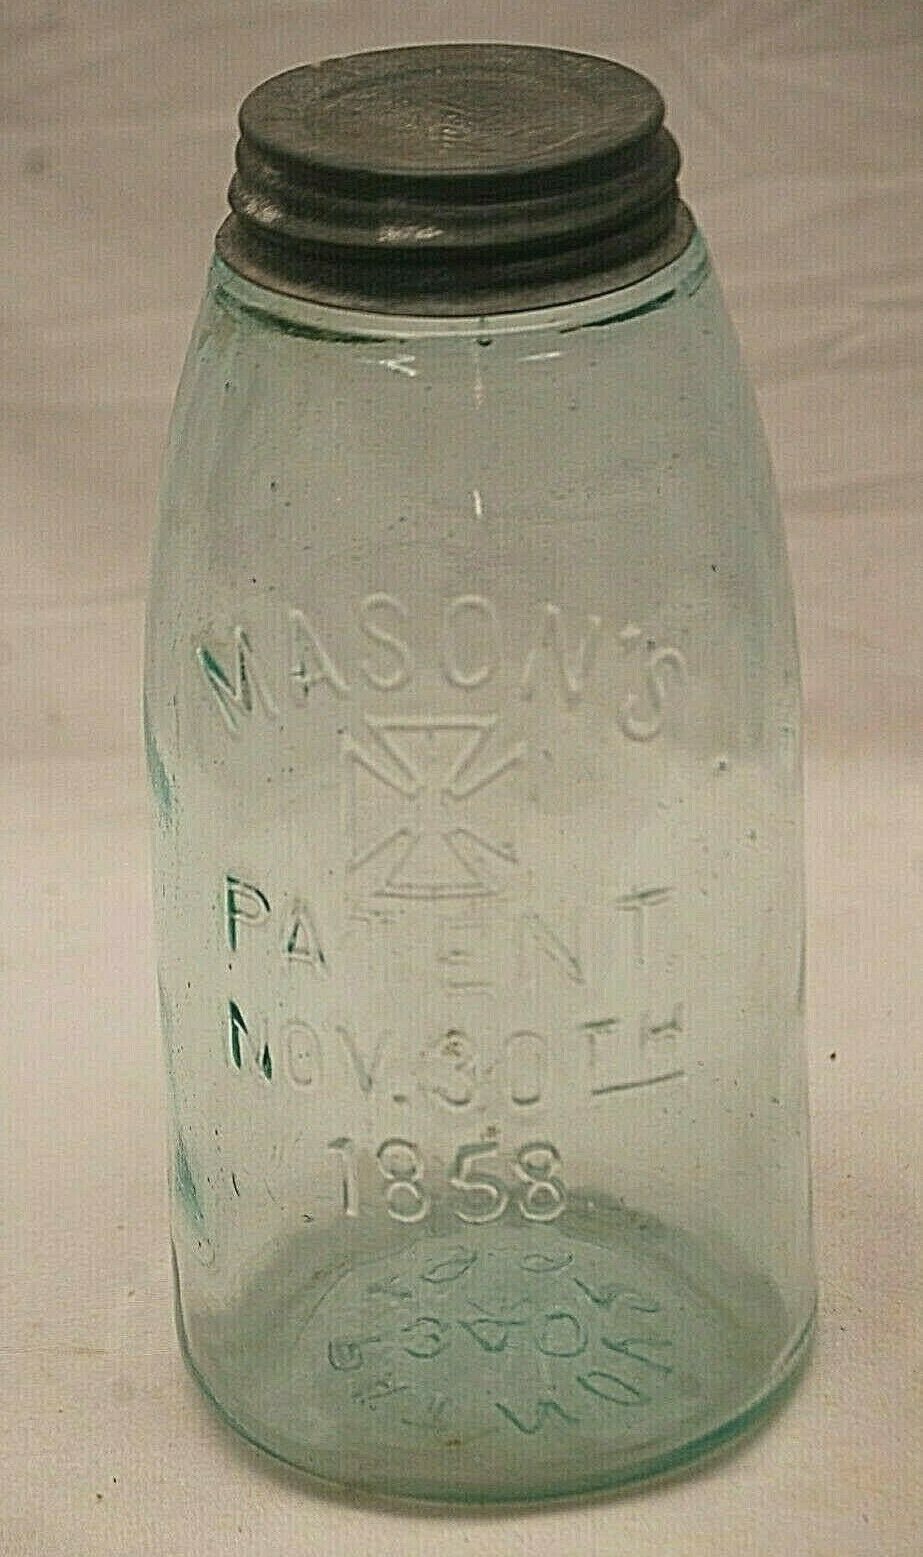 MASON'S
PATENT
NOV. 30TH
1858